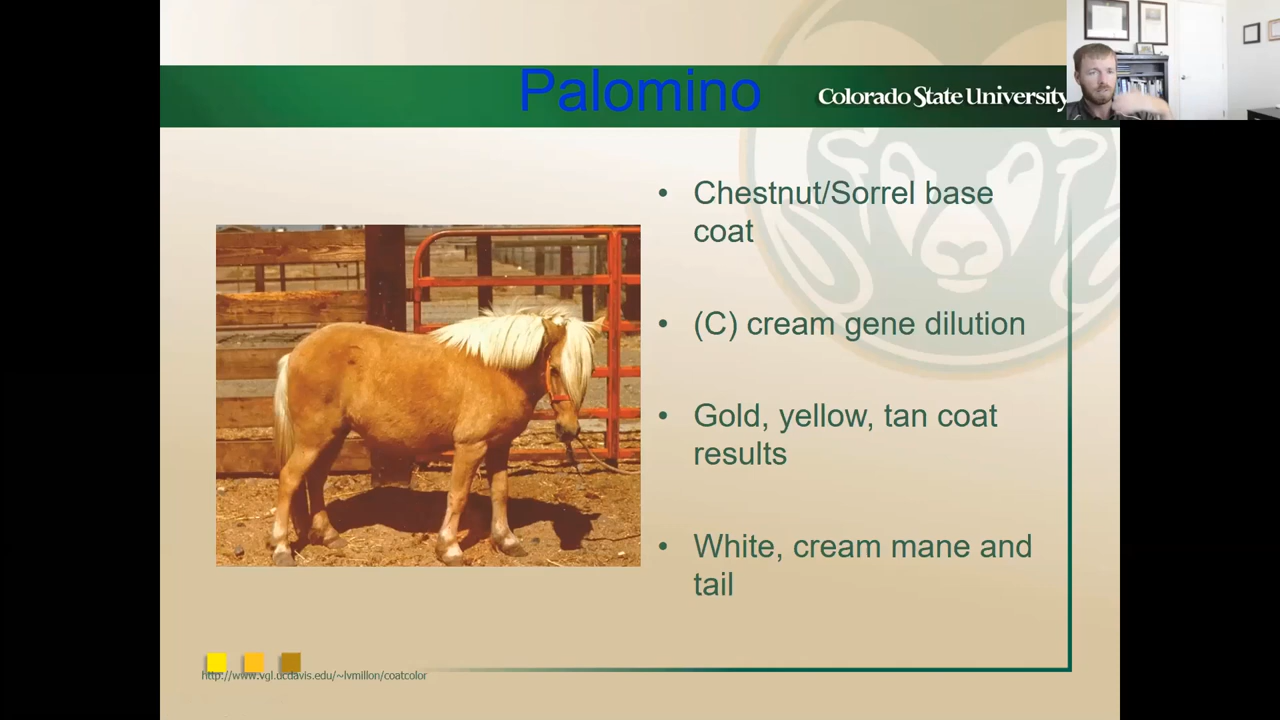 Palomino
Colorado State University
• Chestnut/Sorrel base
coat
• (C) cream gene dilution
• Gold, yellow, tan coat
results
• White, cream mane and
tail
http://www.vgl.ucdavis.edu/~lvmillon/coatcolor